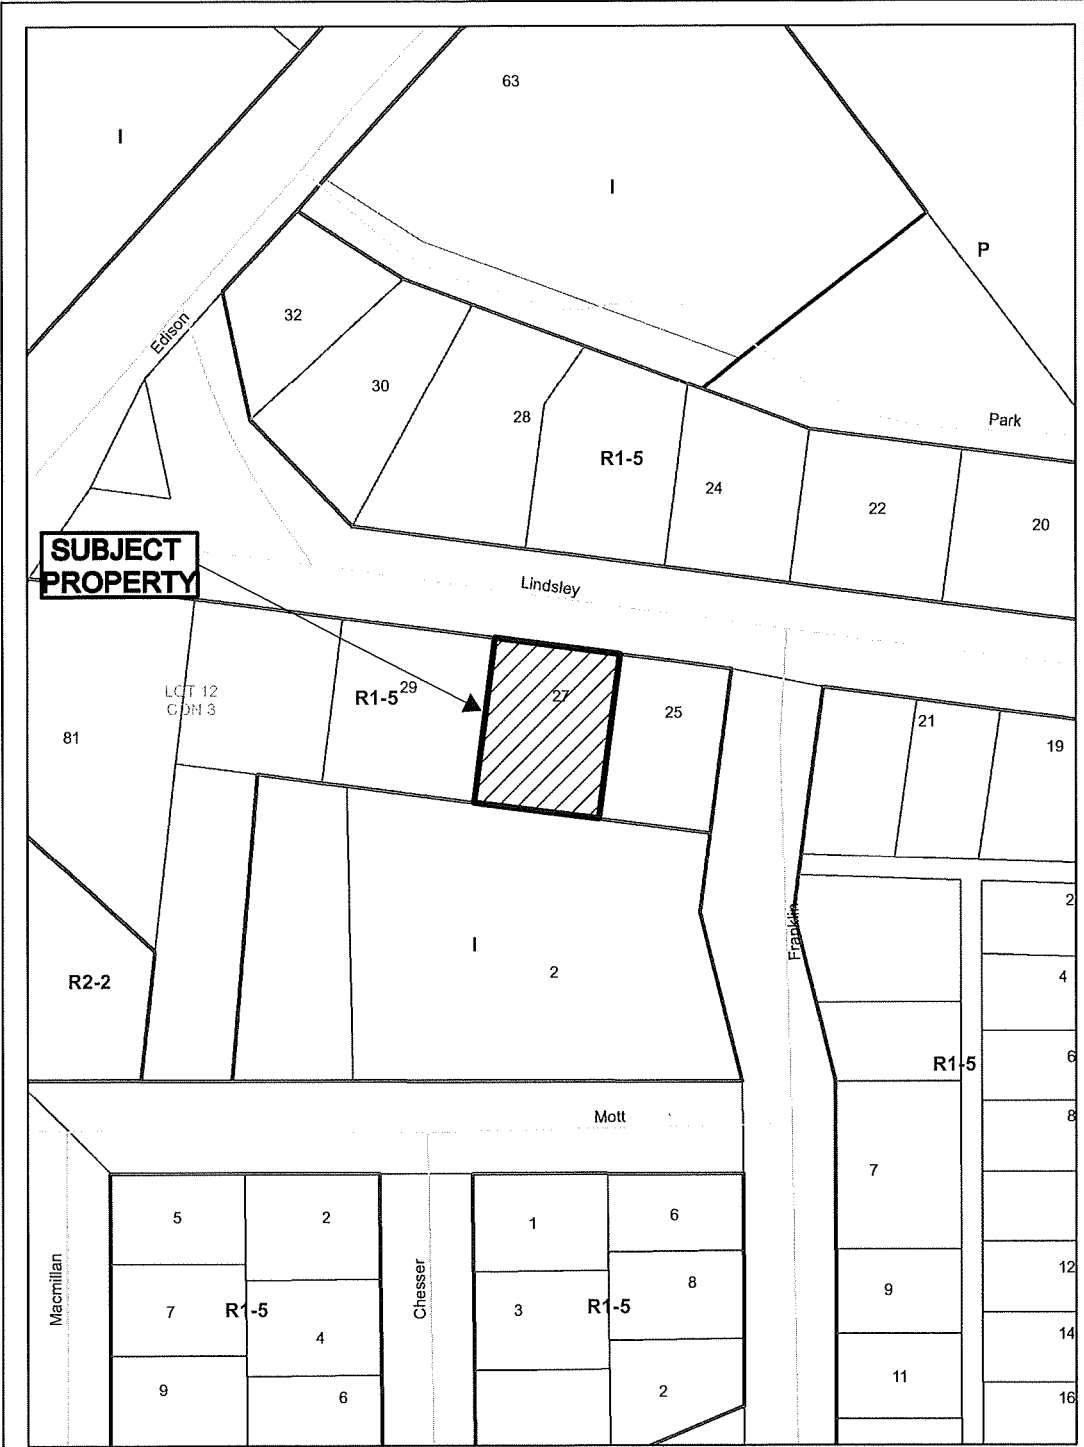 63
I
I
P
32
Edison
30
28
Park
R1-5
24
22
20
SUBJECT
PROPERTY
Lindsley
LOT 12
CON 3
R1-5
29
27
25
81
21
19
2
I
2
Franklin
4
R2-2
R1-5
6
Mott
8
7
5
2
1
6
Macmillan
Chesser
12
7
R1-5
4
3
R1-5
8
9
14
9
6
2
11
16